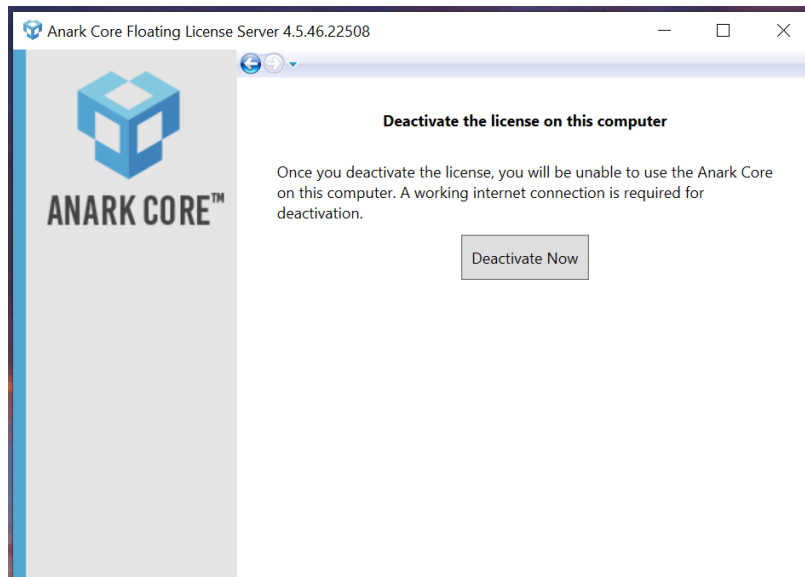 Anark Core Floating License Server 4.5.46.22508
ANARK CORE™
Deactivate the license on this computer
Once you deactivate the license, you will be unable to use the Anark Core
on this computer. A working internet connection is required for
deactivation.
Deactivate Now